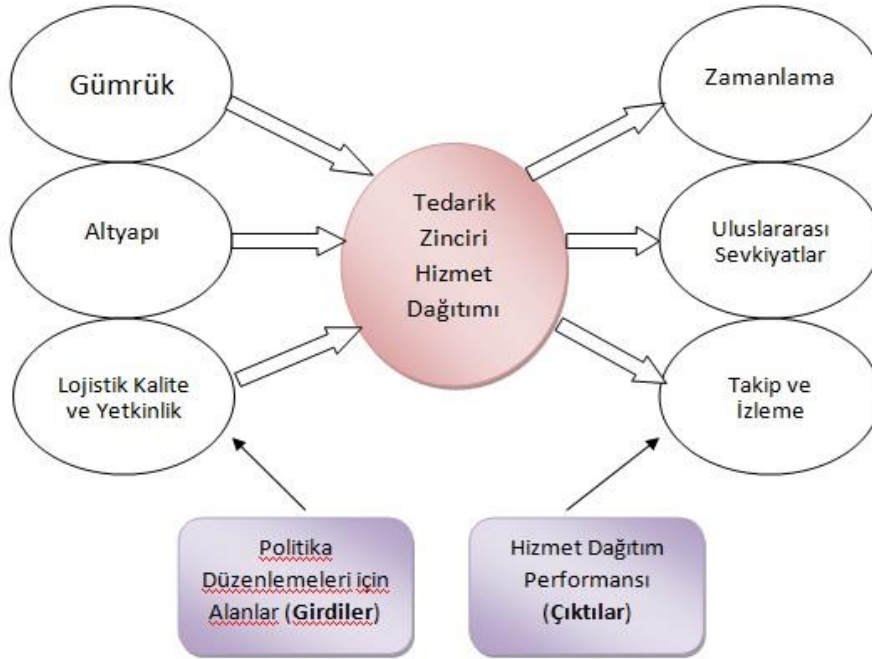 Gümrük
Altyapı
Lojistik Kalite
ve Yetkinlik
Tedarik
Zinciri
Hizmet
Dağıtımı
Zamanlama
Uluslararası
Sevkiyatlar
Takip ve
İzleme
Politika
Düzenlemeleri için
Alanlar (Girdiler)
Hizmet Dağıtım
Performansı
(Çıktılar)